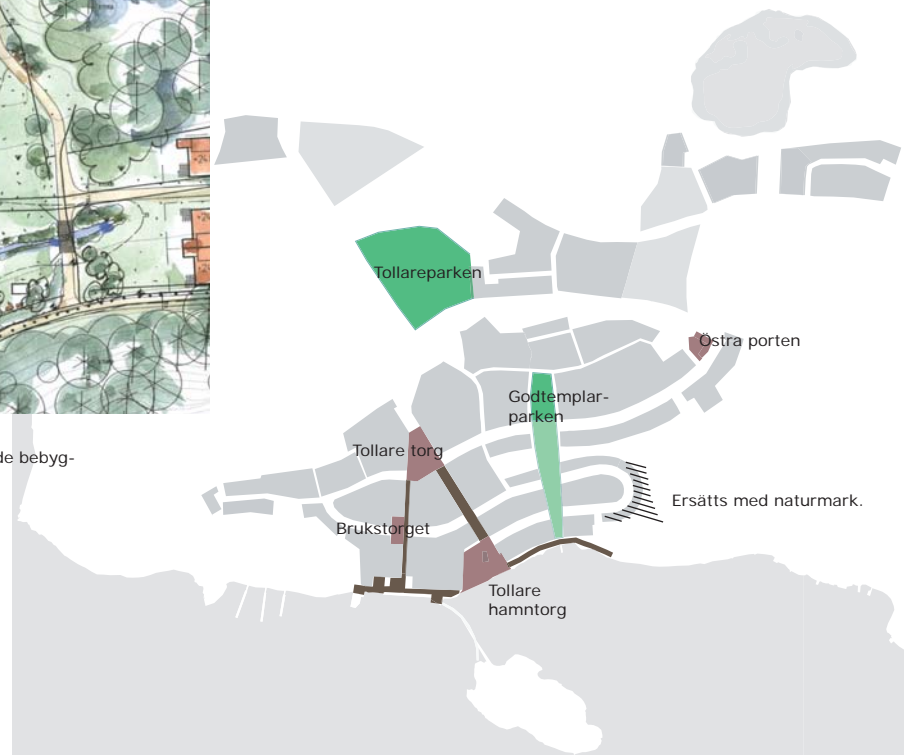 Tollareparken
Östra porten
Godtemplar-
parken
Tollare torg
de bebyg-
Ersätts med naturmark.
Brukstorget
Tollare
hamntorg